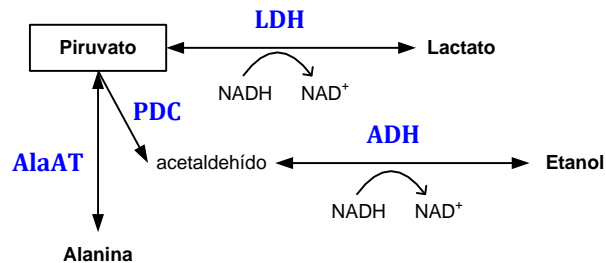 LDH
Piruvato
Lactato
NADH NAD⁺
PDC
AlaAT
acetaldehído
ADH
Etanol
NADH NAD⁺
Alanina